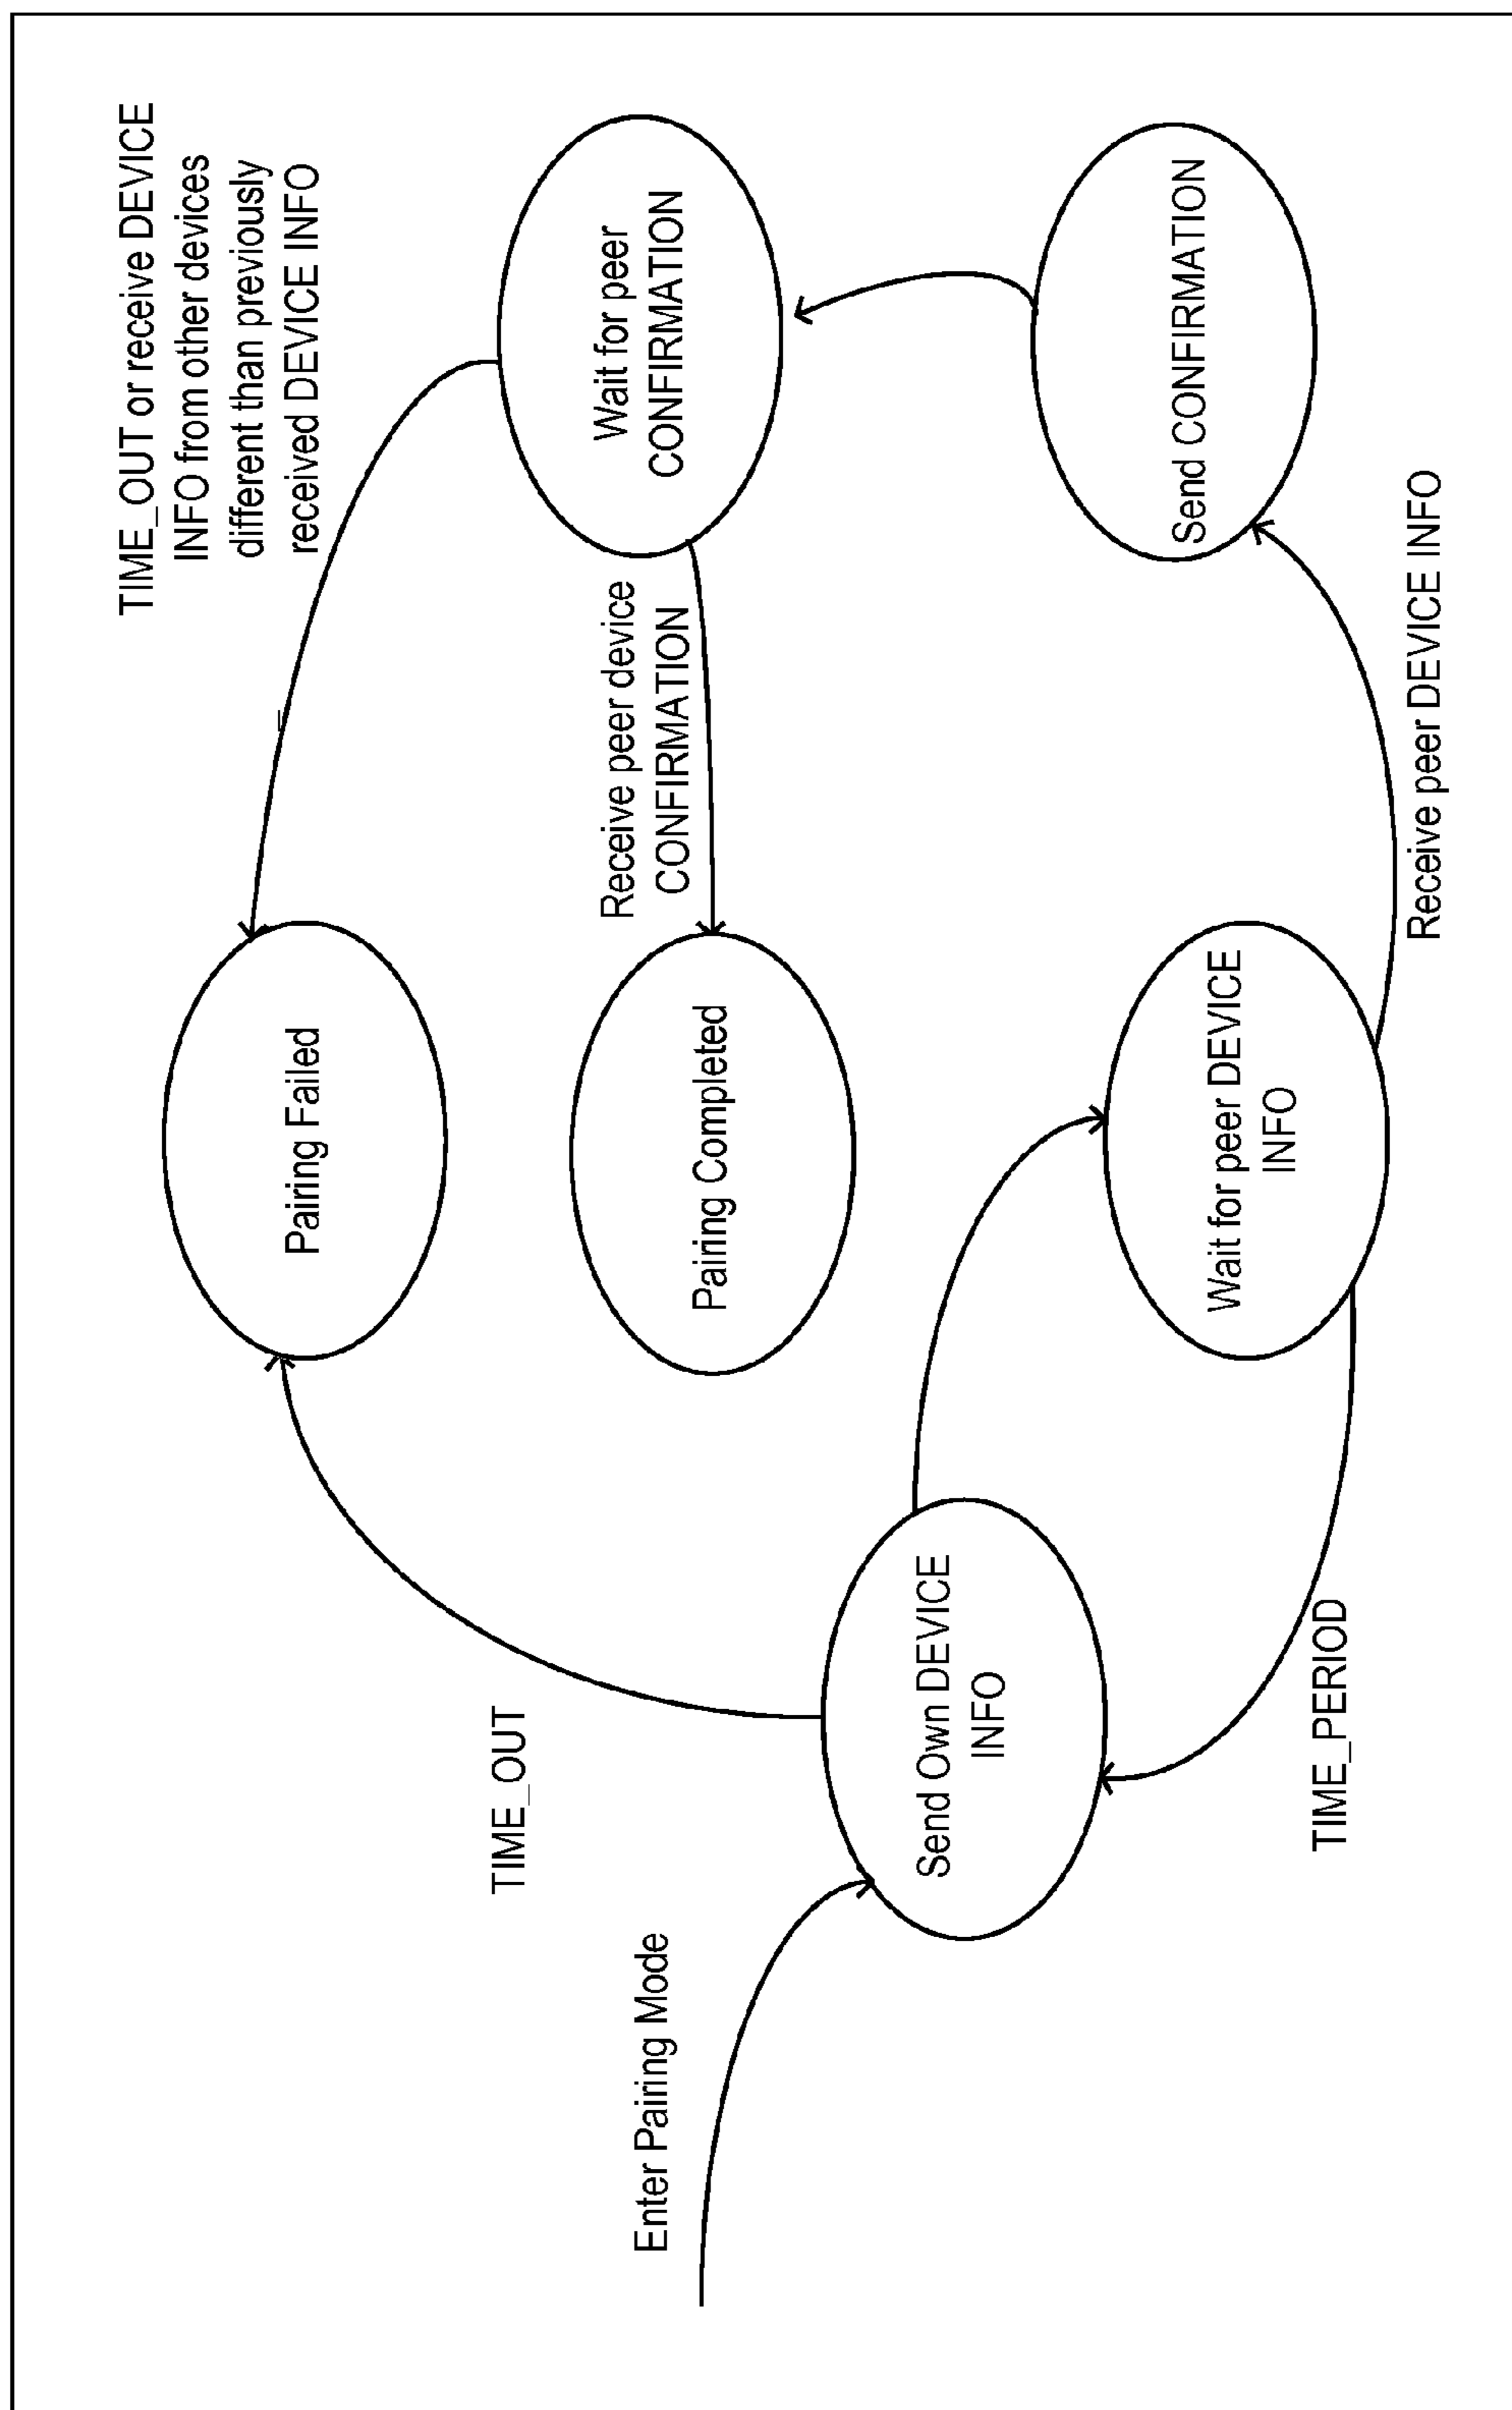 TIME_OUT or receive DEVICE
INFO from other devices
different than previously
received DEVICE INFO
Pairing Failed
TIME_OUT
Wait for peer
CONFIRMATION
Receive peer device
CONFIRMATION
Pairing Completed
Enter Pairing Mode
Send Own DEVICE
INFO
Send CONFIRMATION
Wait for peer DEVICE
INFO
TIME_PERIOD
Receive peer DEVICE INFO